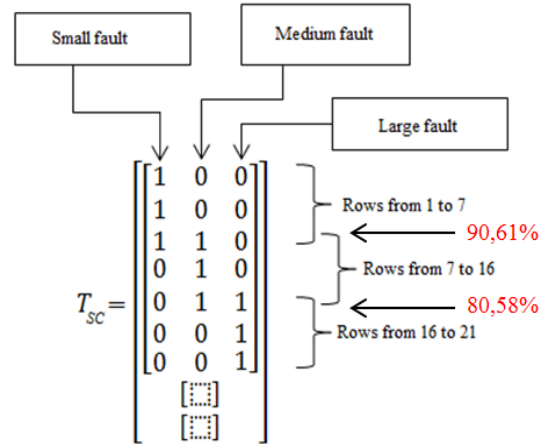 Small fault
Medium fault
Large fault
1 0 0
1 0 0
1 1 0
0 1 0
T_SC = 0 1 1
0 0 1
0 0 1
Rows from 1 to 7
90,61%
Rows from 7 to 16
80,58%
Rows from 16 to 21